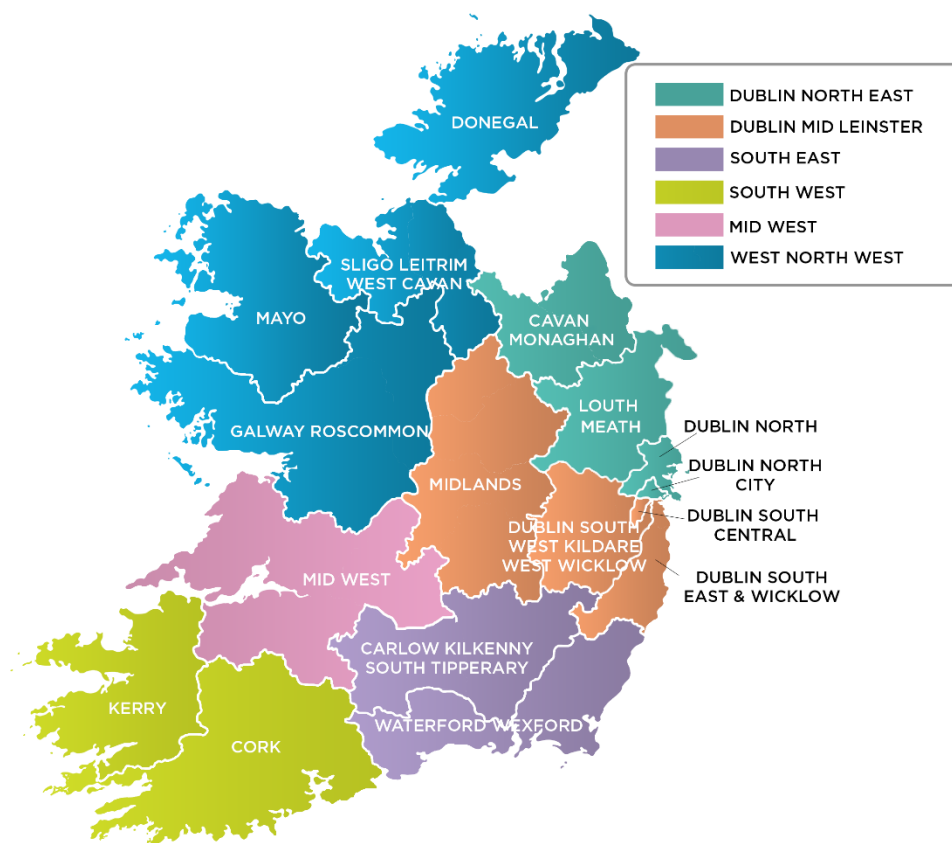 DONEGAL
DUBLIN NORTH EAST
DUBLIN MID LEINSTER
SOUTH EAST
SOUTH WEST
MID WEST
WEST NORTH WEST
SLIGO LEITRIM
WEST CAVAN
MAYO
CAVAN
MONAGHAN
LOUTH
MEATH
GALWAY ROSCOMMON
DUBLIN NORTH
DUBLIN NORTH
CITY
MIDLANDS
DUBLIN SOUTH
CENTRAL
DUBLIN SOUTH
WEST KILDARE
WEST WICKLOW
DUBLIN SOUTH
EAST & WICKLOW
MID WEST
CARLOW KILKENNY
SOUTH TIPPERARY
KERRY
WATERFORD WEXFORD
CORK